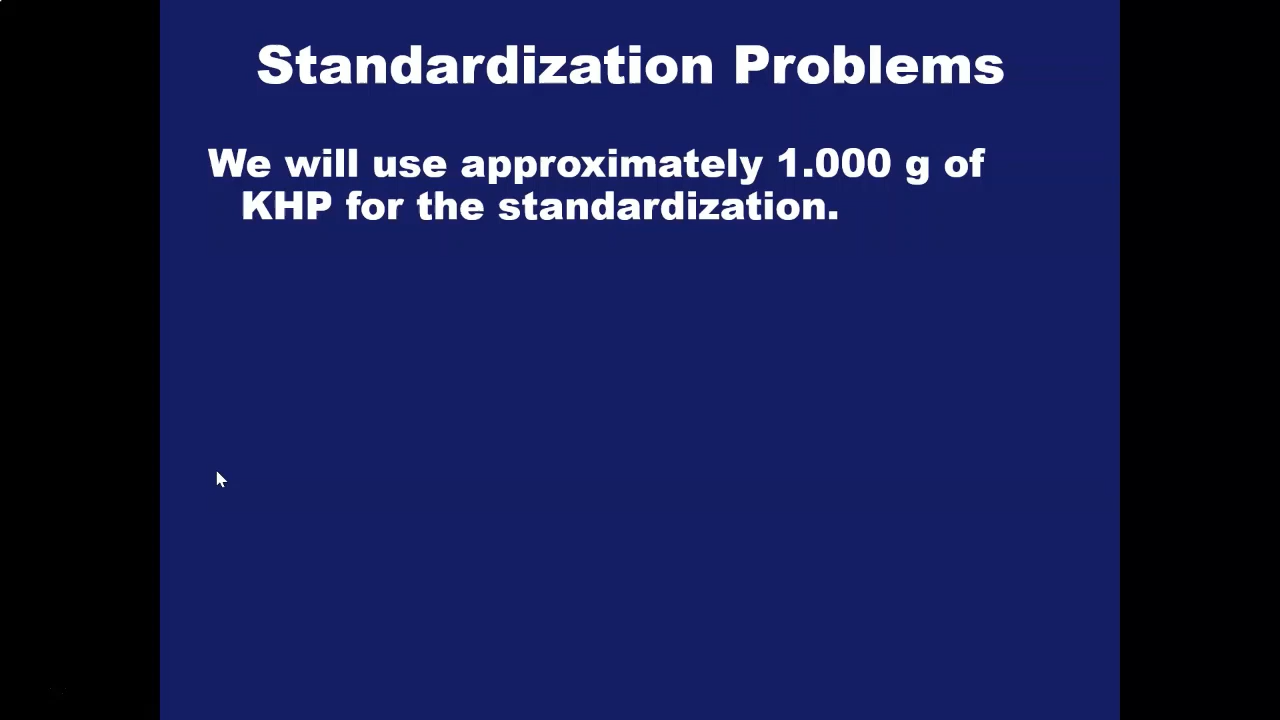 Standardization Problems
We will use approximately 1.000 g of
KHP for the standardization.